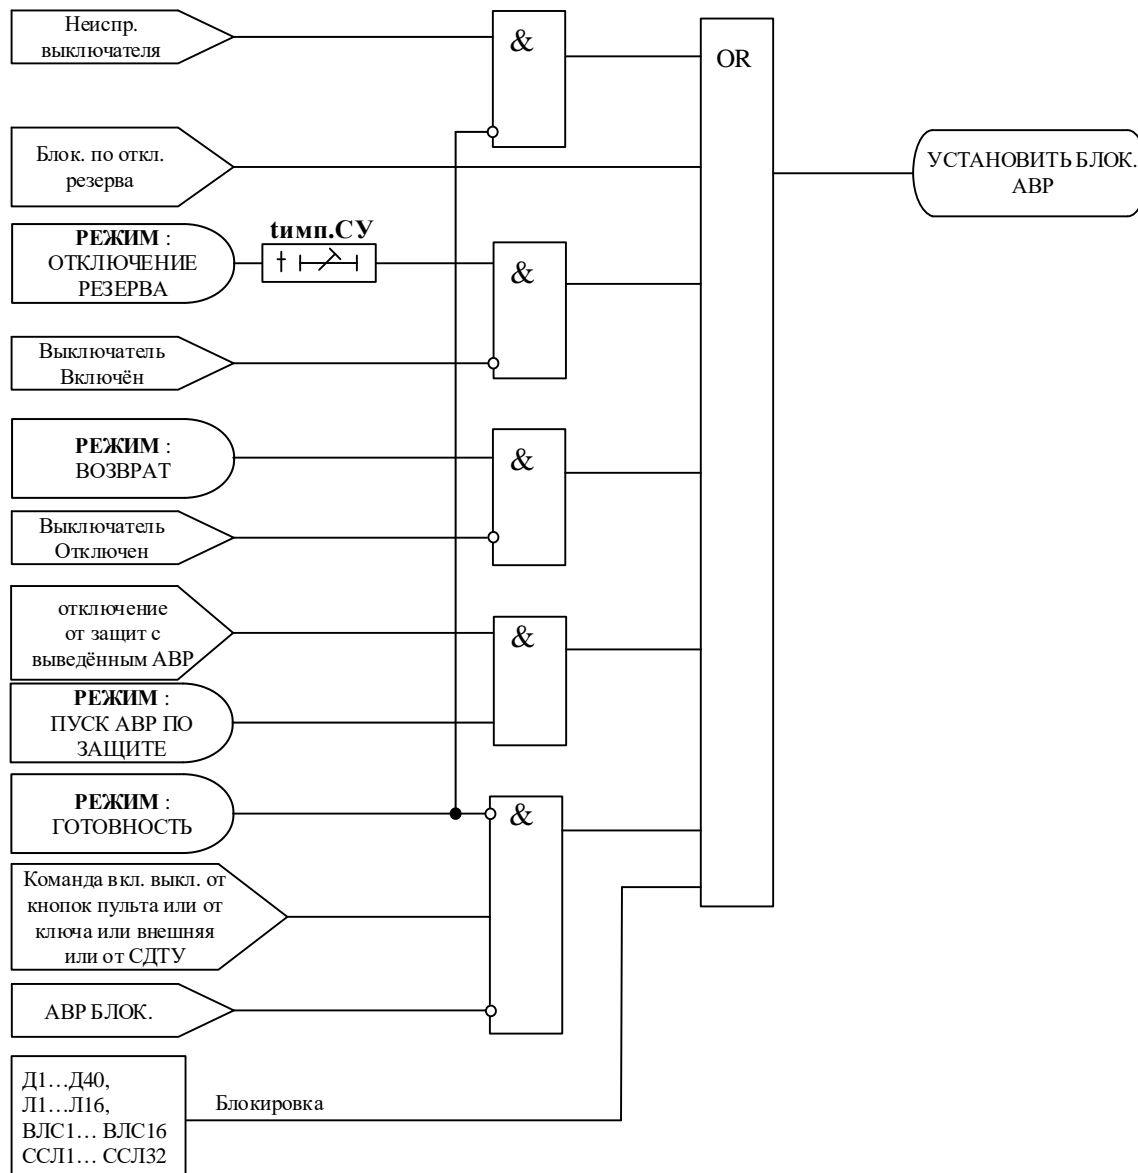 Неиспр.
выключателя
&
OR
Блок. по откл.
резерва
УСТАНОВИТЬ БЛОК.
АВР
РЕЖИМ :
ОТКЛЮЧЕНИЕ
РЕЗЕРВА
tимп.СУ
&
Выключатель
Включён
РЕЖИМ :
ВОЗВРАТ
&
Выключатель
Отключен
отключение
от защит с
выведённым АВР
&
РЕЖИМ :
ПУСК АВР ПО
ЗАЩИТЕ
РЕЖИМ :
ГОТОВНОСТЬ
&
Команда вкл. выкл. от
кнопок пульта или от
ключа или внешняя
или от СДТУ
АВР БЛОК.
Д1...Д40,
Л1...Л16,
ВЛС1... ВЛС16
ССЛ1... ССЛ32
Блокировка